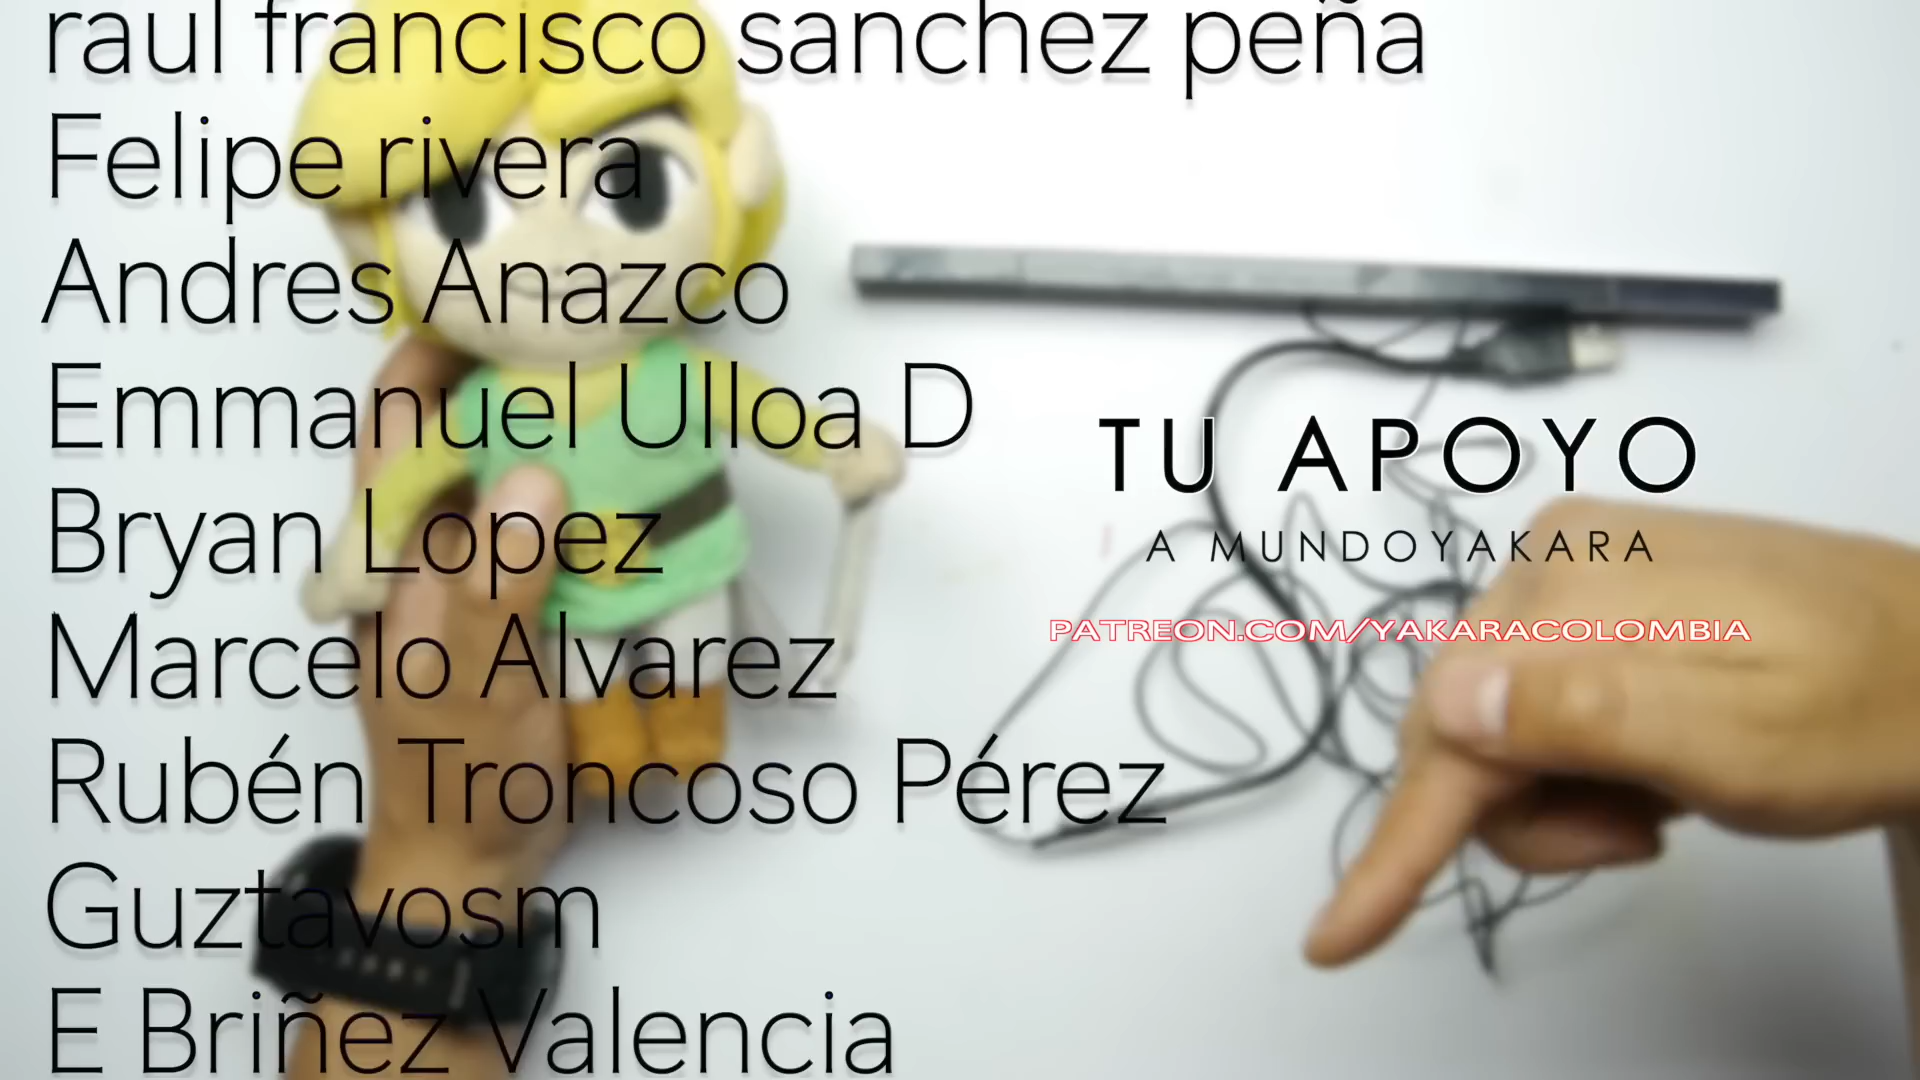 raul francisco sanchez peña
Felipe rivera
Andres Anazco
Emmanuel Ulloa D
Bryan Lopez
Marcelo Alvarez
Rubén Troncoso Pérez
Guztavosm
E Briñez Valencia
TU APOYO
A MUNDOYAKARA
PATREON.COM/YAKARACOLOMBIA